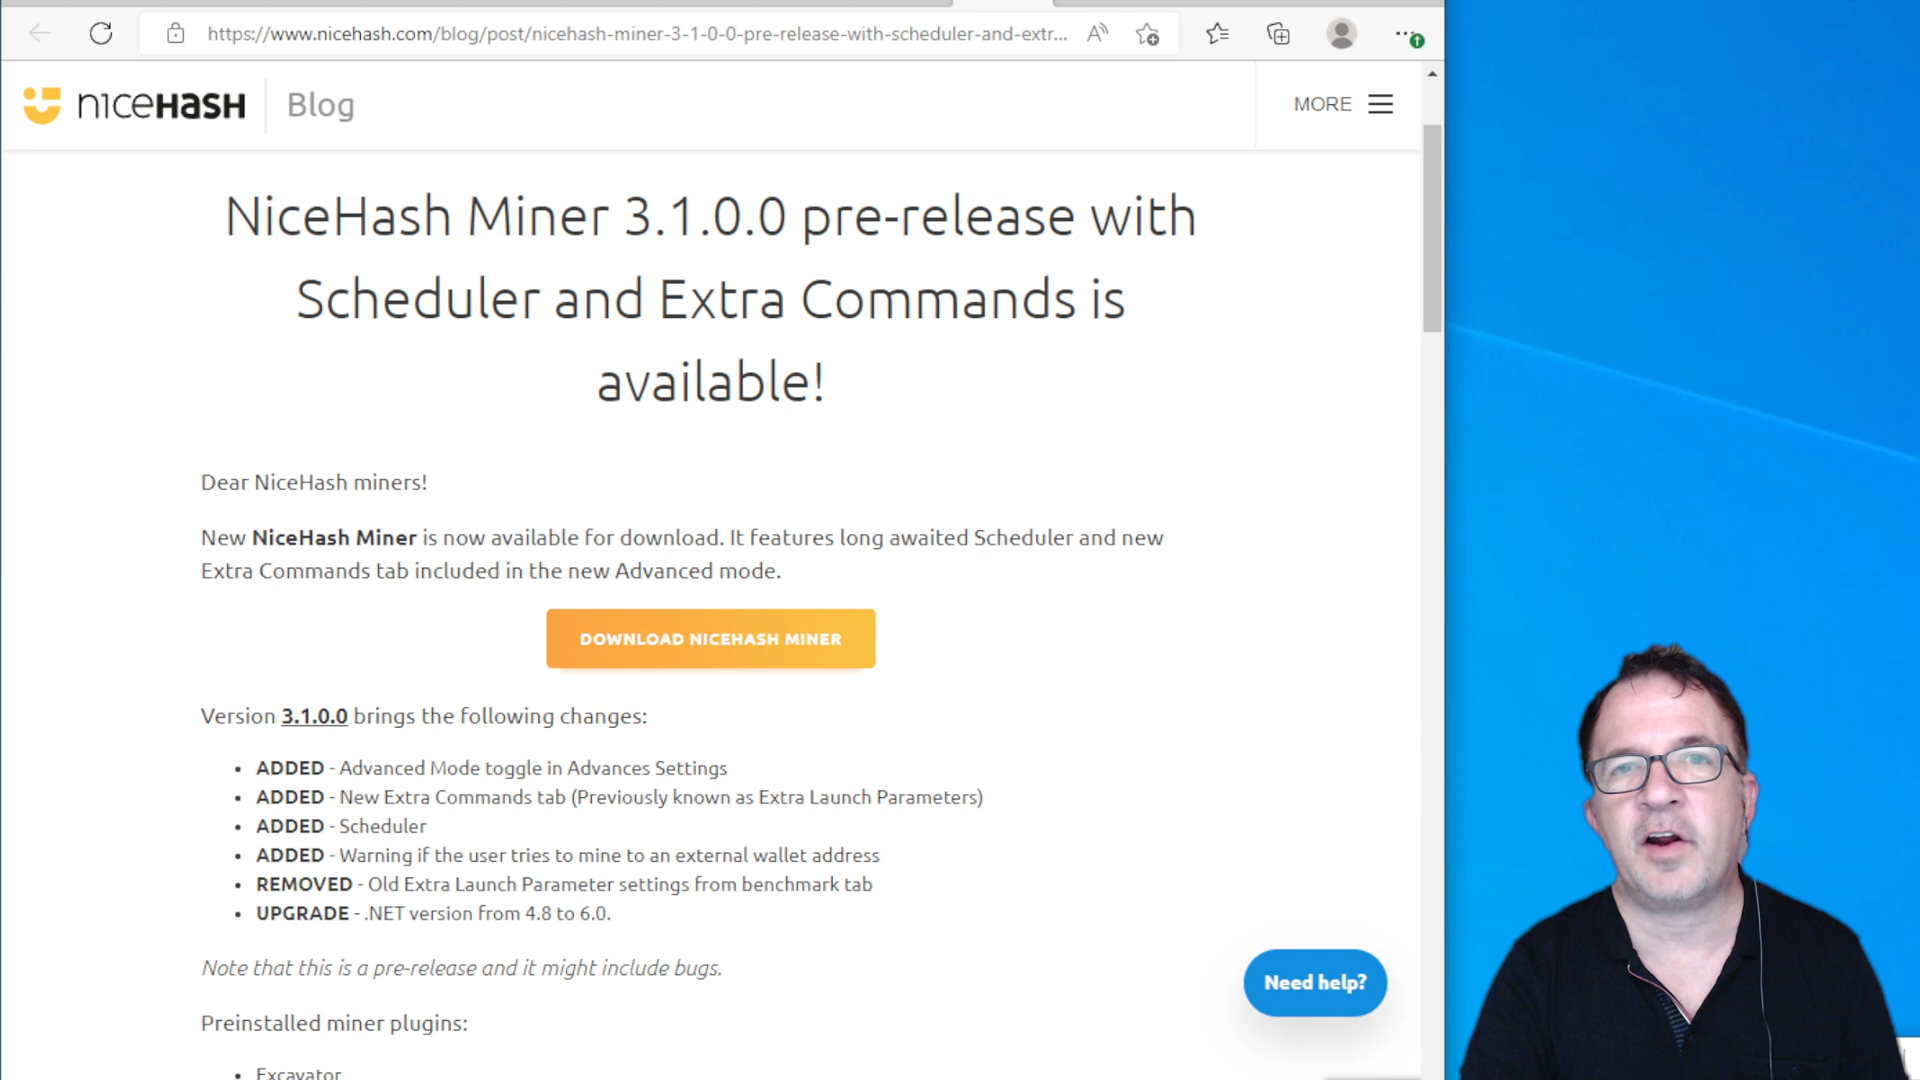 https://www.nicehash.com/blog/post/nicehash-miner-3-1-0-0-pre-release-with-scheduler-and-extr...
niceHASH Blog
MORE
NiceHash Miner 3.1.0.0 pre-release with
Scheduler and Extra Commands is
available!
Dear NiceHash miners!
New NiceHash Miner is now available for download. It features long awaited Scheduler and new
Extra Commands tab included in the new Advanced mode.
DOWNLOAD NICEHASH MINER
Version 3.1.0.0 brings the following changes:
• ADDED - Advanced Mode toggle in Advances Settings
• ADDED - New Extra Commands tab (Previously known as Extra Launch Parameters)
• ADDED - Scheduler
• ADDED - Warning if the user tries to mine to an external wallet address
• REMOVED - Old Extra Launch Parameter settings from benchmark tab
• UPGRADE - .NET version from 4.8 to 6.0.
Note that this is a pre-release and it might include bugs.
Need help?
Preinstalled miner plugins:
• Excavator